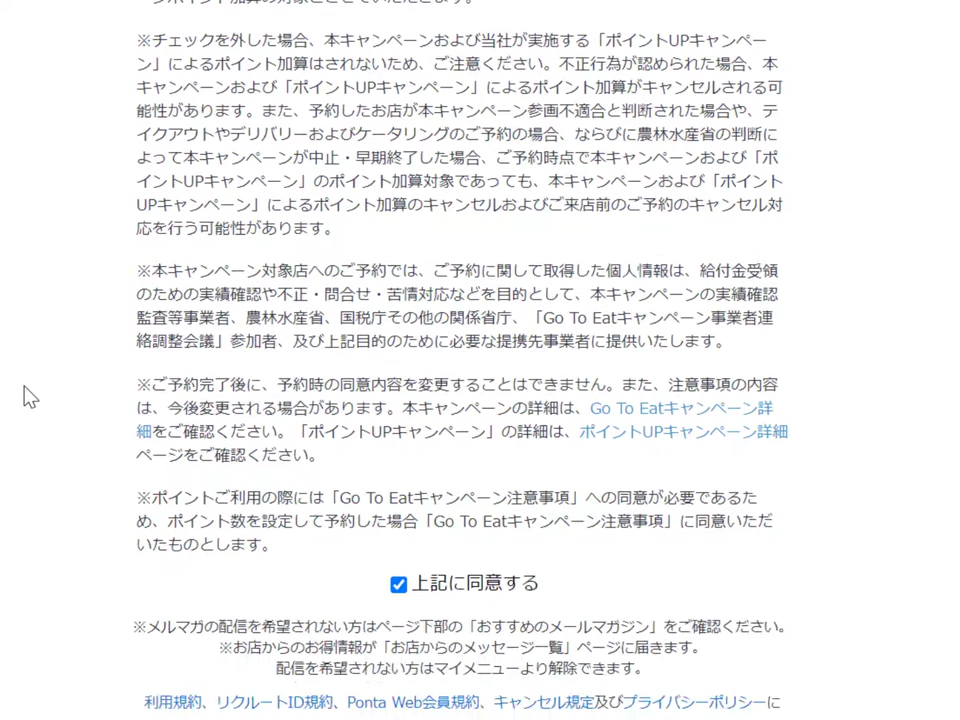 ※チェックを外した場合、本キャンペーンおよび当社が実施する「ポイントUPキャンペー
ン」によるポイント加算はされないため、ご注意ください。不正行為が認められた場合、本
キャンペーンおよび「ポイントUPキャンペーン」によるポイント加算がキャンセルされる可
能性があります。また、予約したお店が本キャンペーン参画不適合と判断された場合や、テ
イクアウトやデリバリーおよびケータリングのご予約の場合、ならびに農林水産省の判断に
よって本キャンペーンが中止・早期終了した場合、ご予約時点で本キャンペーンおよび「ポ
イントUPキャンペーン」のポイント加算対象であっても、本キャンペーンおよび「ポイント
UPキャンペーン」によるポイント加算のキャンセルおよびご来店前のご予約のキャンセル対
応を行う可能性があります。
※本キャンペーン対象店へのご予約では、ご予約に関して取得した個人情報は、給付金受領
のための実績確認や不正・問合せ・苦情対応などを目的として、本キャンペーンの実績確認
監査等事業者、農林水産省、国税庁その他の関係省庁、「Go To Eatキャンペーン事業者連
絡調整会議」参加者、及び上記目的のために必要な提携先事業者に提供いたします。
※ご予約完了後に、予約時の同意内容を変更することはできません。また、注意事項の内容
は、今後変更される場合があります。本キャンペーンの詳細は、Go To Eatキャンペーン詳
細をご確認ください。「ポイントUPキャンペーン」の詳細は、ポイントUPキャンペーン詳細
ページをご確認ください。
※ポイントご利用の際には「Go To Eatキャンペーン注意事項」への同意が必要であるた
め、ポイント数を設定して予約した場合「Go To Eatキャンペーン注意事項」に同意いただ
いたものとします。
上記に同意する
※メルマガの配信を希望されない方はページ下部の「おすすめのメールマガジン」をご確認ください。
※お店からのお得情報が「お店からのメッセージ一覧」ページに届きます。
配信を希望されない方はマイメニューより解除できます。
利用規約、リクルートID規約、Ponta Web会員規約、キャンセル規定及びプライバシーポリシーに